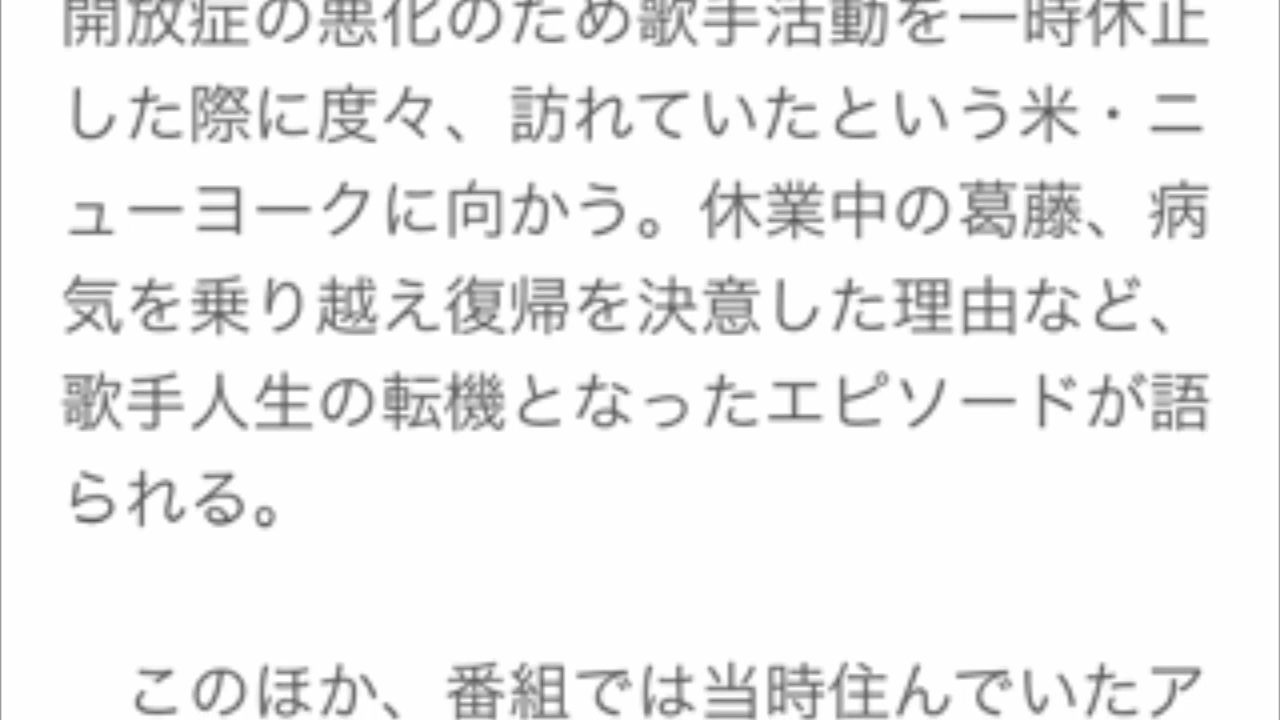 開放症の悪化のため歌手活動を一時休止
した際に度々、訪れていたという米・ニ
ューヨークに向かう。休業中の葛藤、病
気を乗り越え復帰を決意した理由など、
歌手人生の転機となったエピソードが語
られる。
このほか、番組では当時住んでいたア